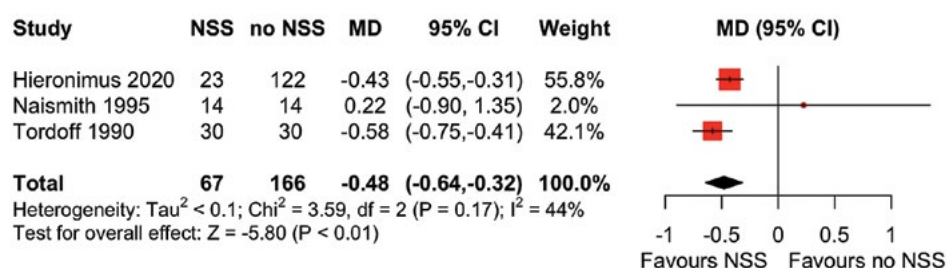 Study NSS no NSS MD 95% CI Weight MD (95% CI)
Hieronimus 2020 23 122 -0.43 (-0.55,-0.31) 55.8%
Naismith 1995 14 14 0.22 (-0.90, 1.35) 2.0%
Tordoff 1990 30 30 -0.58 (-0.75,-0.41) 42.1%
Total 67 166 -0.48 (-0.64,-0.32) 100.0%
Heterogeneity: Tau² < 0.1; Chi² = 3.59, df = 2 (P = 0.17); I² = 44%
Test for overall effect: Z = -5.80 (P < 0.01)
-1 -0.5 0 0.5 1
Favours NSS Favours no NSS